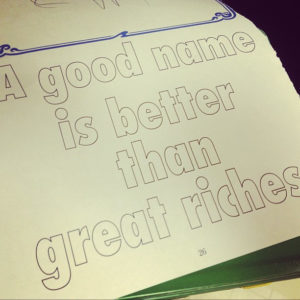 A good name
is better
than
great riches
26